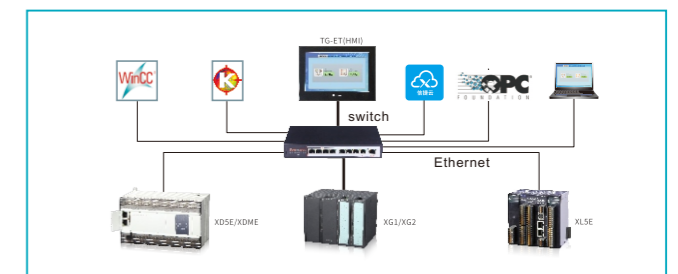 TG-ET(HMI)
WinCC
K
信捷云
OPC
FOUNDATION
switch
Ethernet
XD5E/XDME
XG1/XG2
XL5E